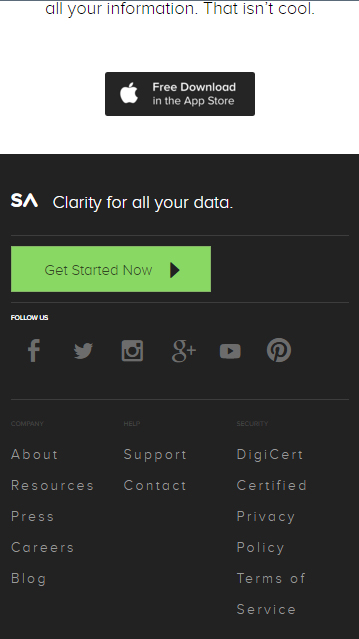 all your information. That isn't cool.
Free Download
in the App Store
SA Clarity for all your data.
Get Started Now
FOLLOW US
COMPANY
About
Resources
Press
Careers
Blog
HELP
Support
Contact
SECURITY
DigiCert
Certified
Privacy
Policy
Terms of
Service